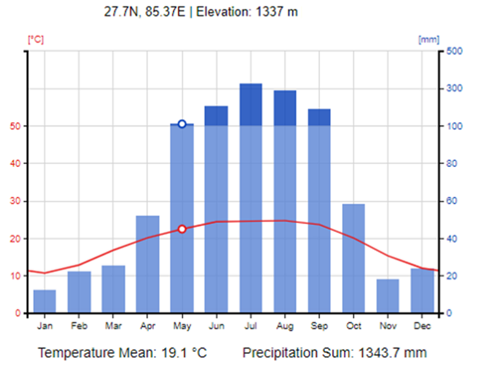 27.7N, 85.37E | Elevation: 1337 m
[°C] [mm]
500
300
50 100
40 80
30 60
20 40
10 20
0 0
Jan Feb Mar Apr May Jun Jul Aug Sep Oct Nov Dec
Temperature Mean: 19.1 °C Precipitation Sum: 1343.7 mm